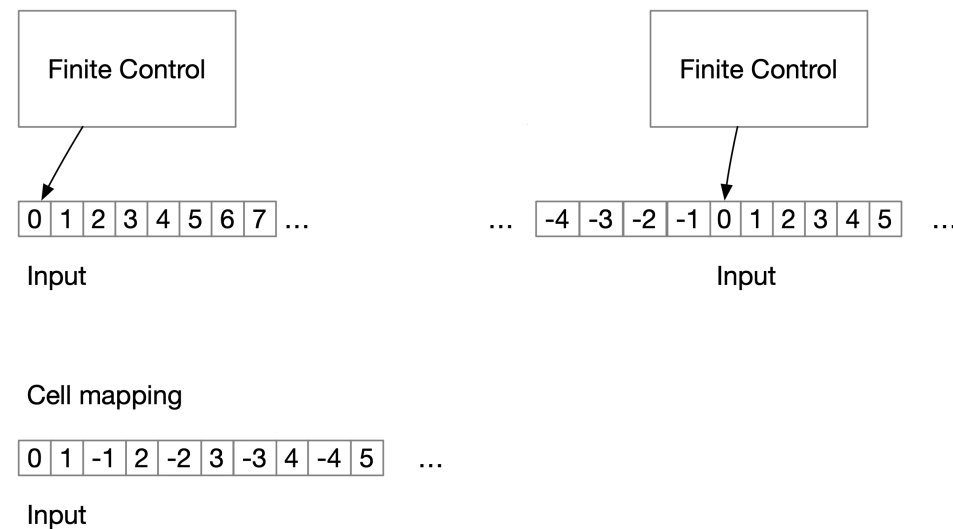 Finite Control
Finite Control
0 1 2 3 4 5 6 7 ...
... -4 -3 -2 -1 0 1 2 3 4 5 ...
Input
Input
Cell mapping
0 1 -1 2 -2 3 -3 4 -4 5 ...
Input